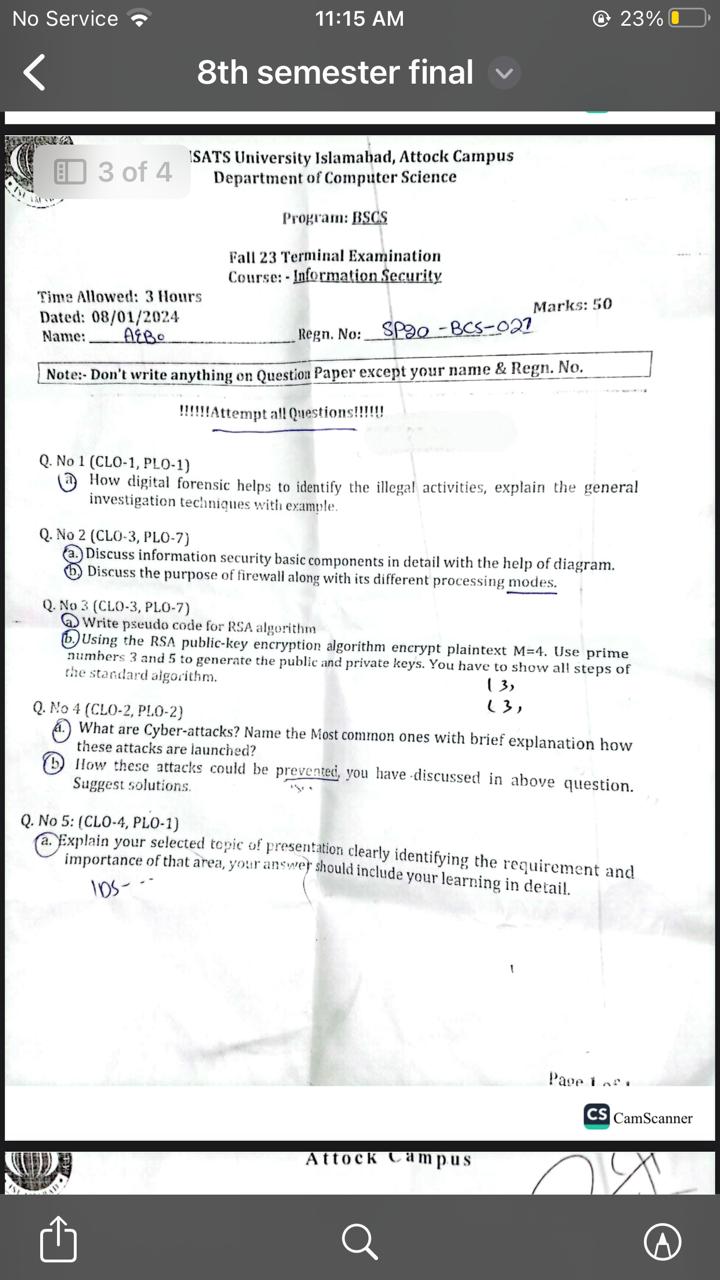 No Service 11:15 AM 23%
8th semester final
3 of 4
SATS University Islamabad, Attock Campus
Department of Computer Science
Program: BSCS
Fall 23 Terminal Examination
Course: - Information Security
Time Allowed: 3 Hours
Marks: 50
Dated: 08/01/2024
Name: Regn. No: SP20-BCS-027
Note:- Don't write anything on Question Paper except your name & Regn. No.
!!!!!!Attempt all Questions!!!!!!
Q. No 1 (CLO-1, PLO-1)
a) How digital forensic helps to identify the illegal activities, explain the general
investigation techniques with example.
Q. No 2 (CLO-3, PLO-7)
a. Discuss information security basic components in detail with the help of diagram.
b. Discuss the purpose of firewall along with its different processing modes.
Q. No 3 (CLO-3, PLO-7)
a. Write pseudo code for RSA algorithm
b. Using the RSA public-key encryption algorithm encrypt plaintext M=4. Use prime
numbers 3 and 5 to generate the public and private keys. You have to show all steps of
the standard algorithm.
(3,
(3,
Q. No 4 (CLO-2, PLO-2)
a. What are Cyber-attacks? Name the Most common ones with brief explanation how
these attacks are launched?
b) How these attacks could be prevented, you have discussed in above question.
Suggest solutions.
Q. No 5: (CLO-4, PLO-1)
a. Explain your selected topic of presentation clearly identifying the requirement and
importance of that area, your answer should include your learning in detail.
IDS---
Page 1
CS CamScanner
Attock Campus